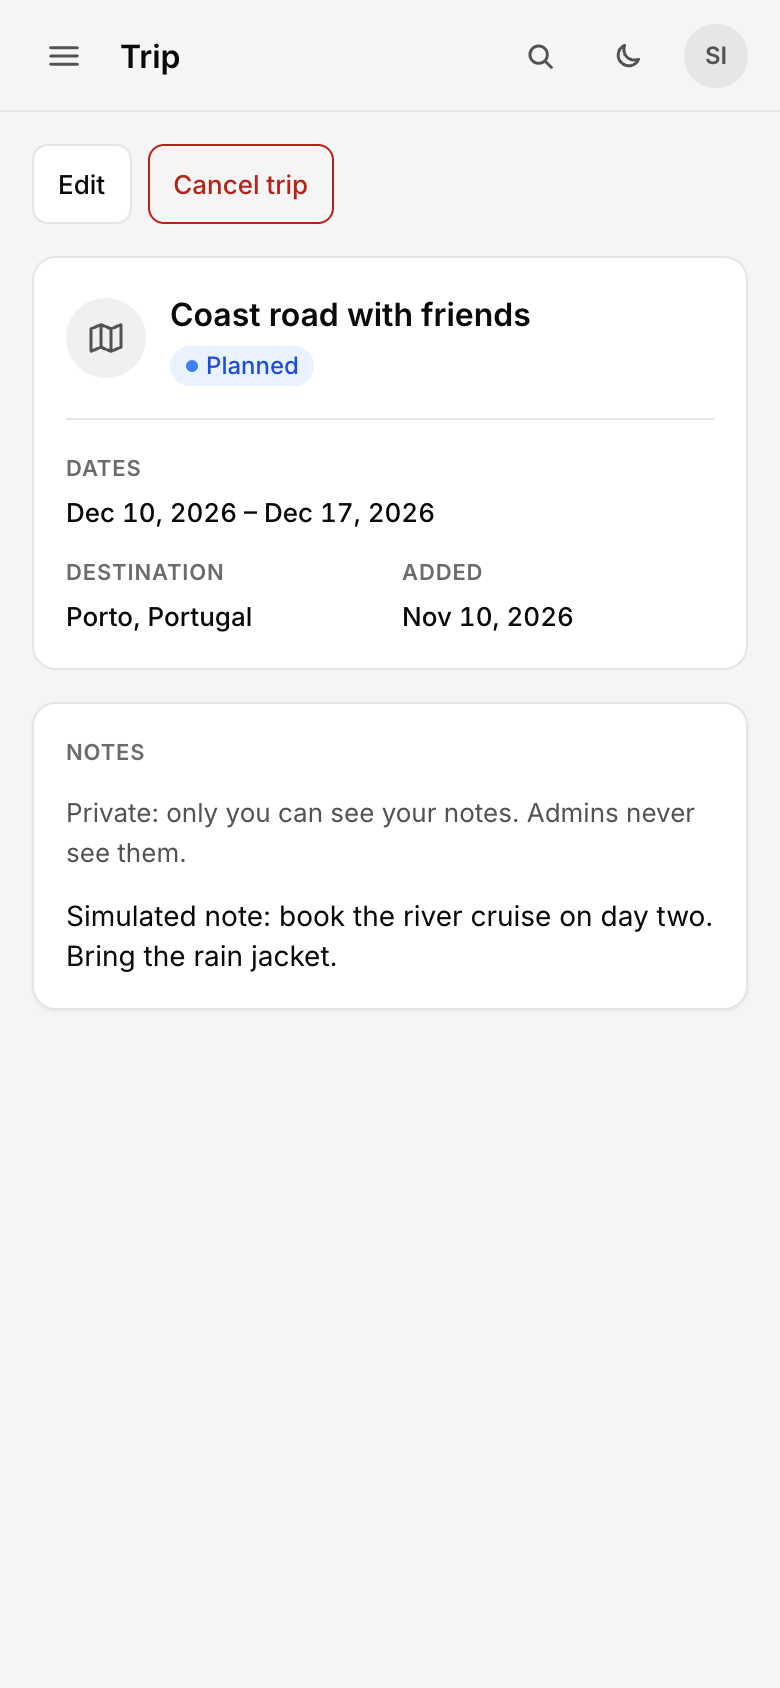 Trip
SI
Edit
Cancel trip
Coast road with friends
Planned
DATES
Dec 10, 2026 – Dec 17, 2026
DESTINATION
ADDED
Porto, Portugal
Nov 10, 2026
NOTES
Private: only you can see your notes. Admins never
see them.
Simulated note: book the river cruise on day two.
Bring the rain jacket.